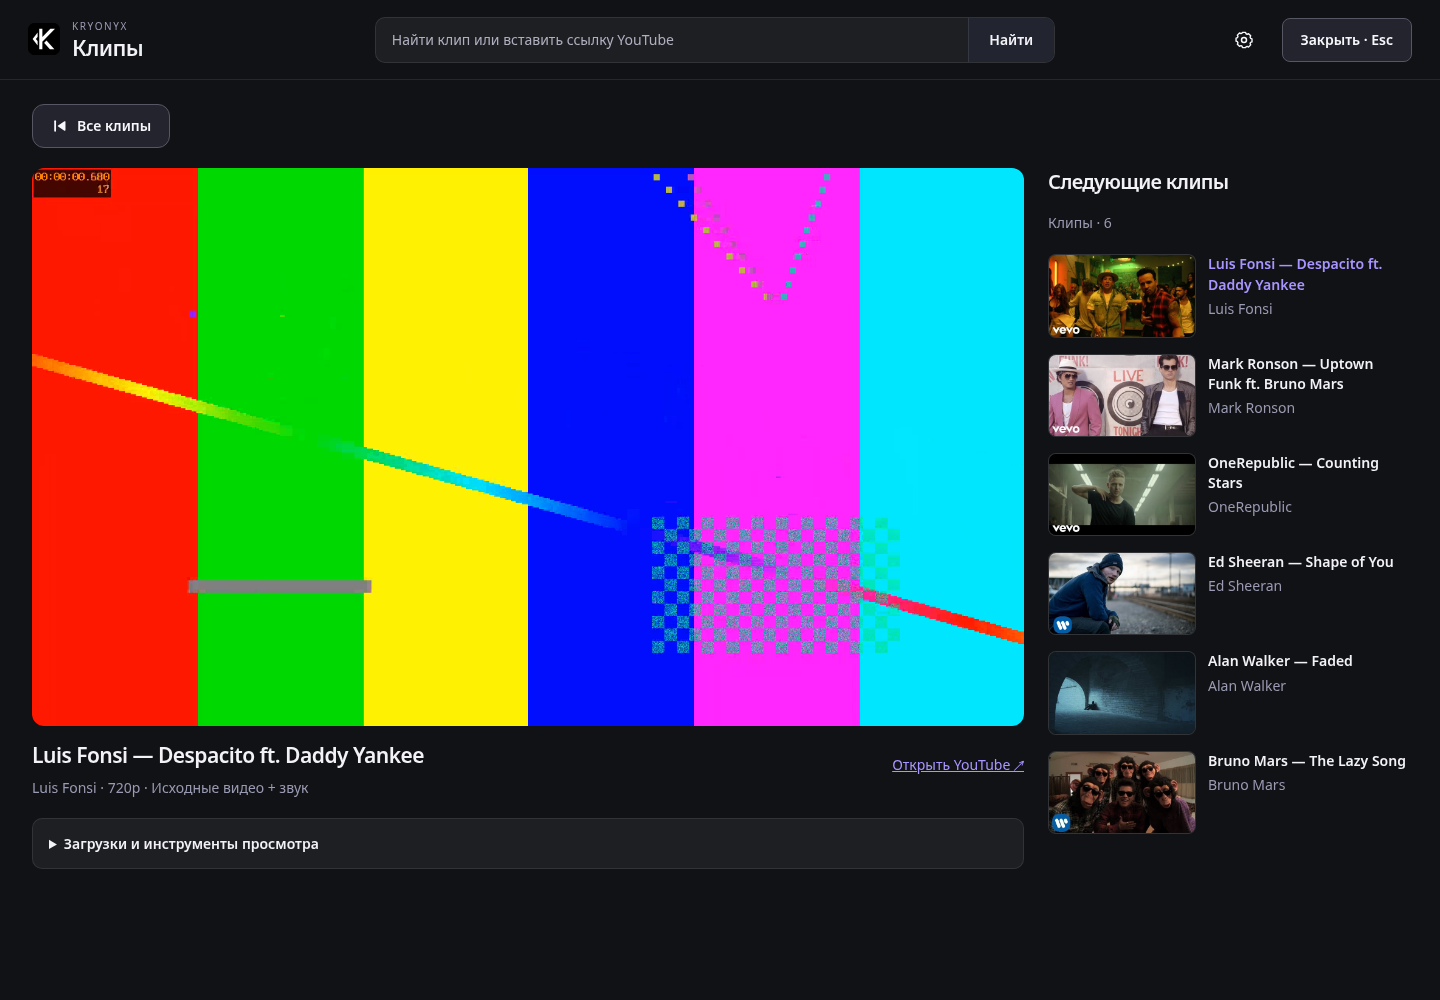 KRYONYX
Клипы
Найти клип или вставить ссылку YouTube
Найти
Закрыть · Esc
Все клипы
00:00:00.680
17
Luis Fonsi — Despacito ft. Daddy Yankee
Luis Fonsi · 720p · Исходные видео + звук
Открыть YouTube ↗
▶ Загрузки и инструменты просмотра
Следующие клипы
Клипы · 6
vevo
Luis Fonsi — Despacito ft.
Daddy Yankee
Luis Fonsi
LIVE
TONIGHT
vevo
Mark Ronson — Uptown
Funk ft. Bruno Mars
Mark Ronson
vevo
OneRepublic — Counting
Stars
OneRepublic
Ed Sheeran — Shape of You
Ed Sheeran
Alan Walker — Faded
Alan Walker
Bruno Mars — The Lazy Song
Bruno Mars